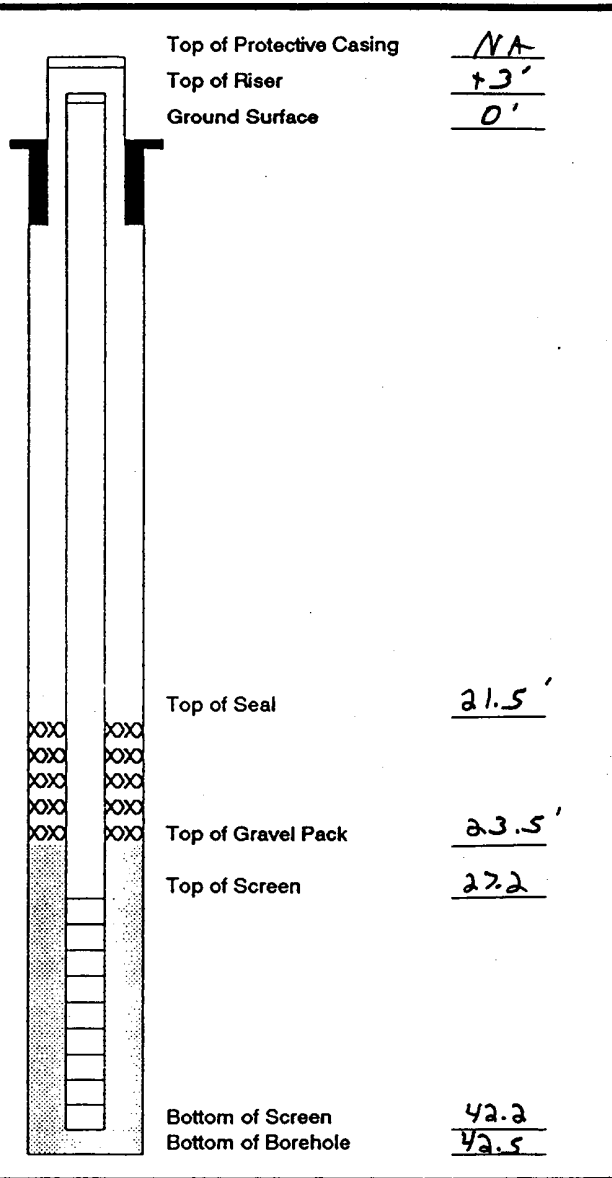 Top of Protective Casing NA
Top of Riser +3'
Ground Surface 0'
Top of Seal 21.5'
Top of Gravel Pack 23.5'
Top of Screen 27.2
Bottom of Screen 42.2
Bottom of Borehole 42.5